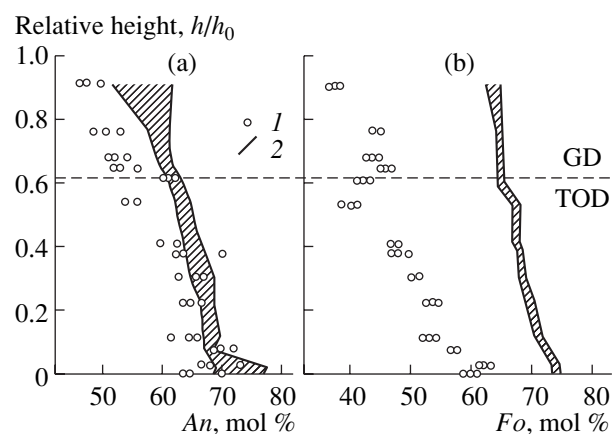 Relative height, h/h0
1.0
(a)
(b)
0.8
1
2
GD
0.6
TOD
0.4
0.2
0
50 60 70 80
40 50 60 70 80
An, mol %
Fo, mol %